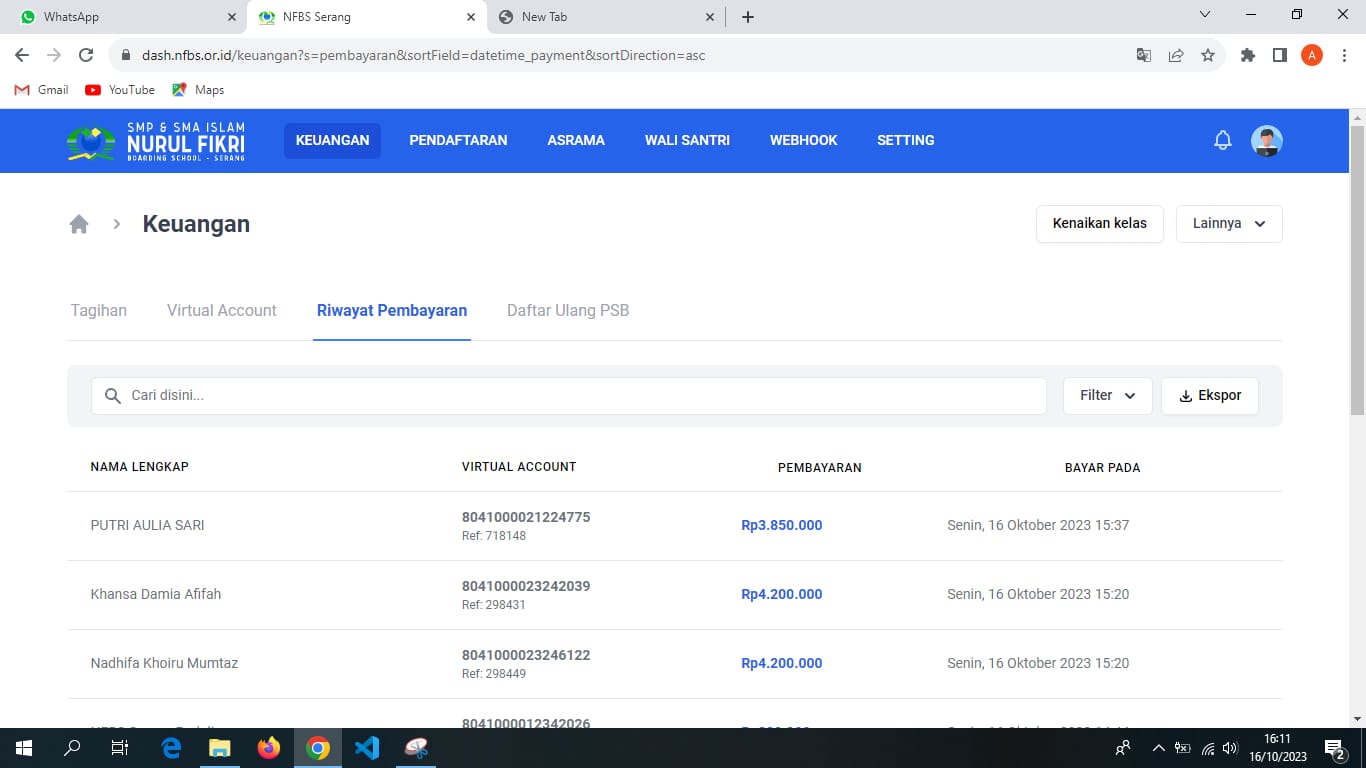 WhatsApp
NFBS Serang
New Tab
dash.nfbs.or.id/keuangan?s=pembayaran&sortField=datetime_payment&sortDirection=asc
A
Gmail
YouTube
Maps
SMP & SMA ISLAM
NURUL FIKRI
BOARDING SCHOOL - SERANG
KEUANGAN
PENDAFTARAN
ASRAMA
WALI SANTRI
WEBHOOK
SETTING
Keuangan
Kenaikan kelas
Lainnya
Tagihan
Virtual Account
Riwayat Pembayaran
Daftar Ulang PSB
Cari disini...
Filter
Ekspor
NAMA LENGKAP VIRTUAL ACCOUNT PEMBAYARAN BAYAR PADA
PUTRI AULIA SARI 8041000021224775 Rp3.850.000 Senin, 16 Oktober 2023 15:37
Ref: 718148
Khansa Damia Afifah 8041000023242039 Rp4.200.000 Senin, 16 Oktober 2023 15:20
Ref: 298431
Nadhifa Khoiru Mumtaz 8041000023246122 Rp4.200.000 Senin, 16 Oktober 2023 15:20
Ref: 298449
8041000012342026
16:11
16/10/2023
2